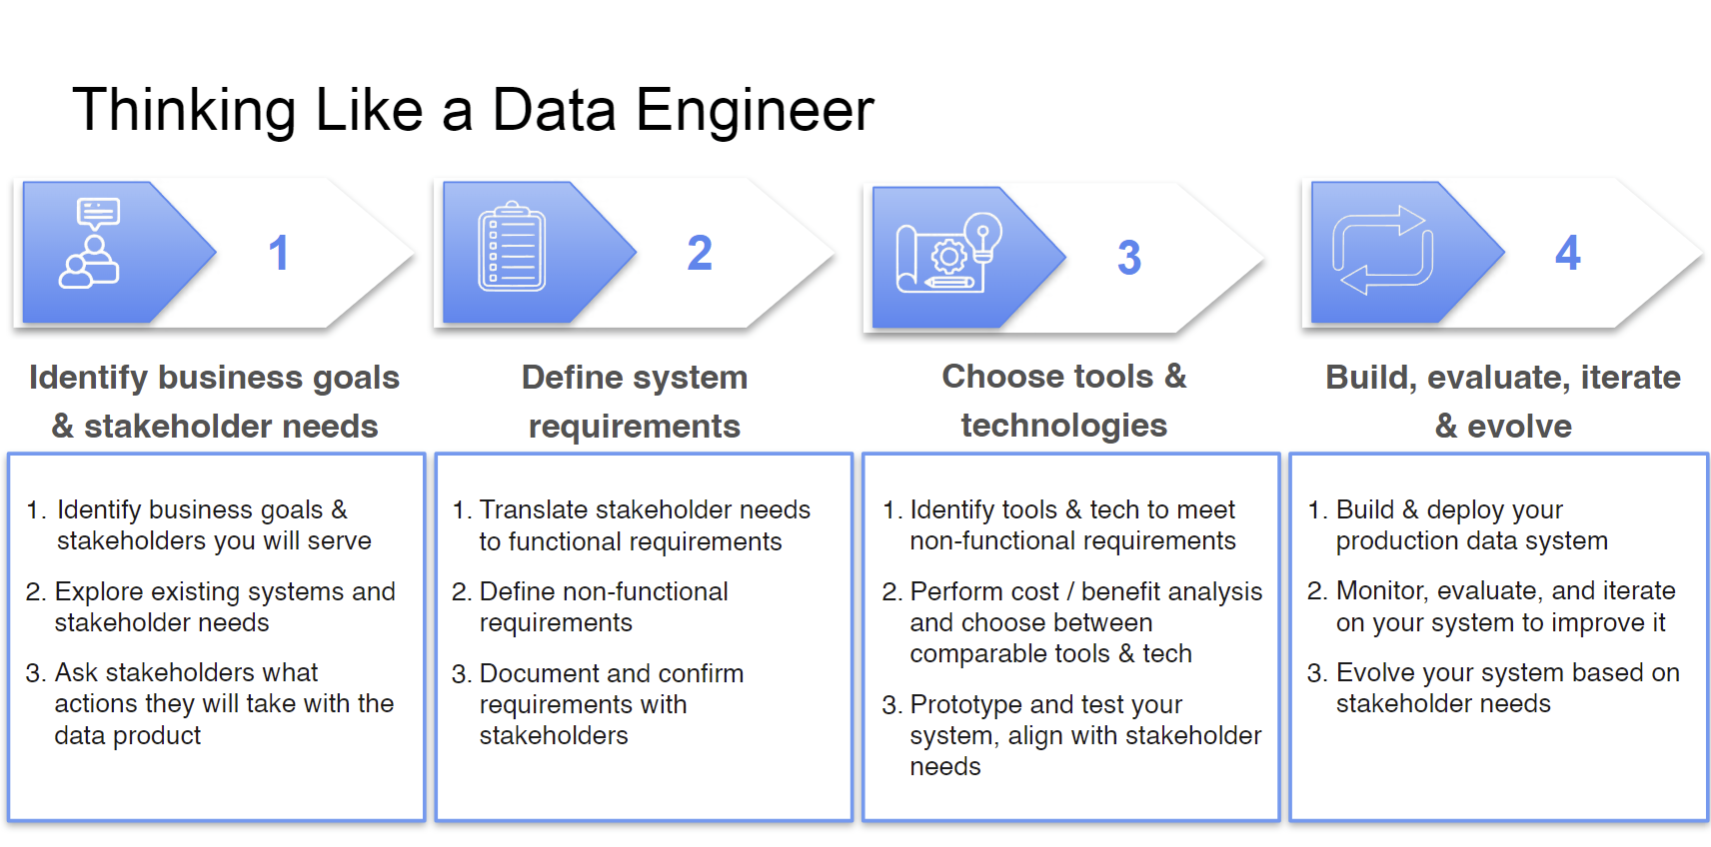 Thinking Like a Data Engineer
1
2
3
4
Identify business goals
& stakeholder needs
Define system
requirements
Choose tools &
technologies
Build, evaluate, iterate
& evolve
1. Identify business goals &
stakeholders you will serve
2. Explore existing systems and
stakeholder needs
3. Ask stakeholders what
actions they will take with the
data product
1. Translate stakeholder needs
to functional requirements
2. Define non-functional
requirements
3. Document and confirm
requirements with
stakeholders
1. Identify tools & tech to meet
non-functional requirements
2. Perform cost / benefit analysis
and choose between
comparable tools & tech
3. Prototype and test your
system, align with stakeholder
needs
1. Build & deploy your
production data system
2. Monitor, evaluate, and iterate
on your system to improve it
3. Evolve your system based on
stakeholder needs